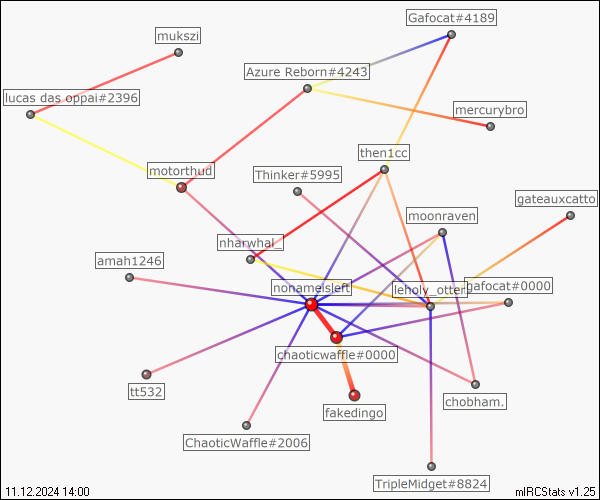 Gafocat#4189
mukszi
Azure Reborn#4243
lucas das oppai#2396
mercurybro
then1cc
motorthud
Thinker#5995
gateauxcatto
moonraven
nharwhal_
amah1246
nonameisleft
leholy_otter
gafocat#0000
chaoticwaffle#0000
tt532
fakedingo
chobham.
ChaoticWaffle#2006
TripleMidget#8824
11.12.2024 14:00
mIRCStats v1.25